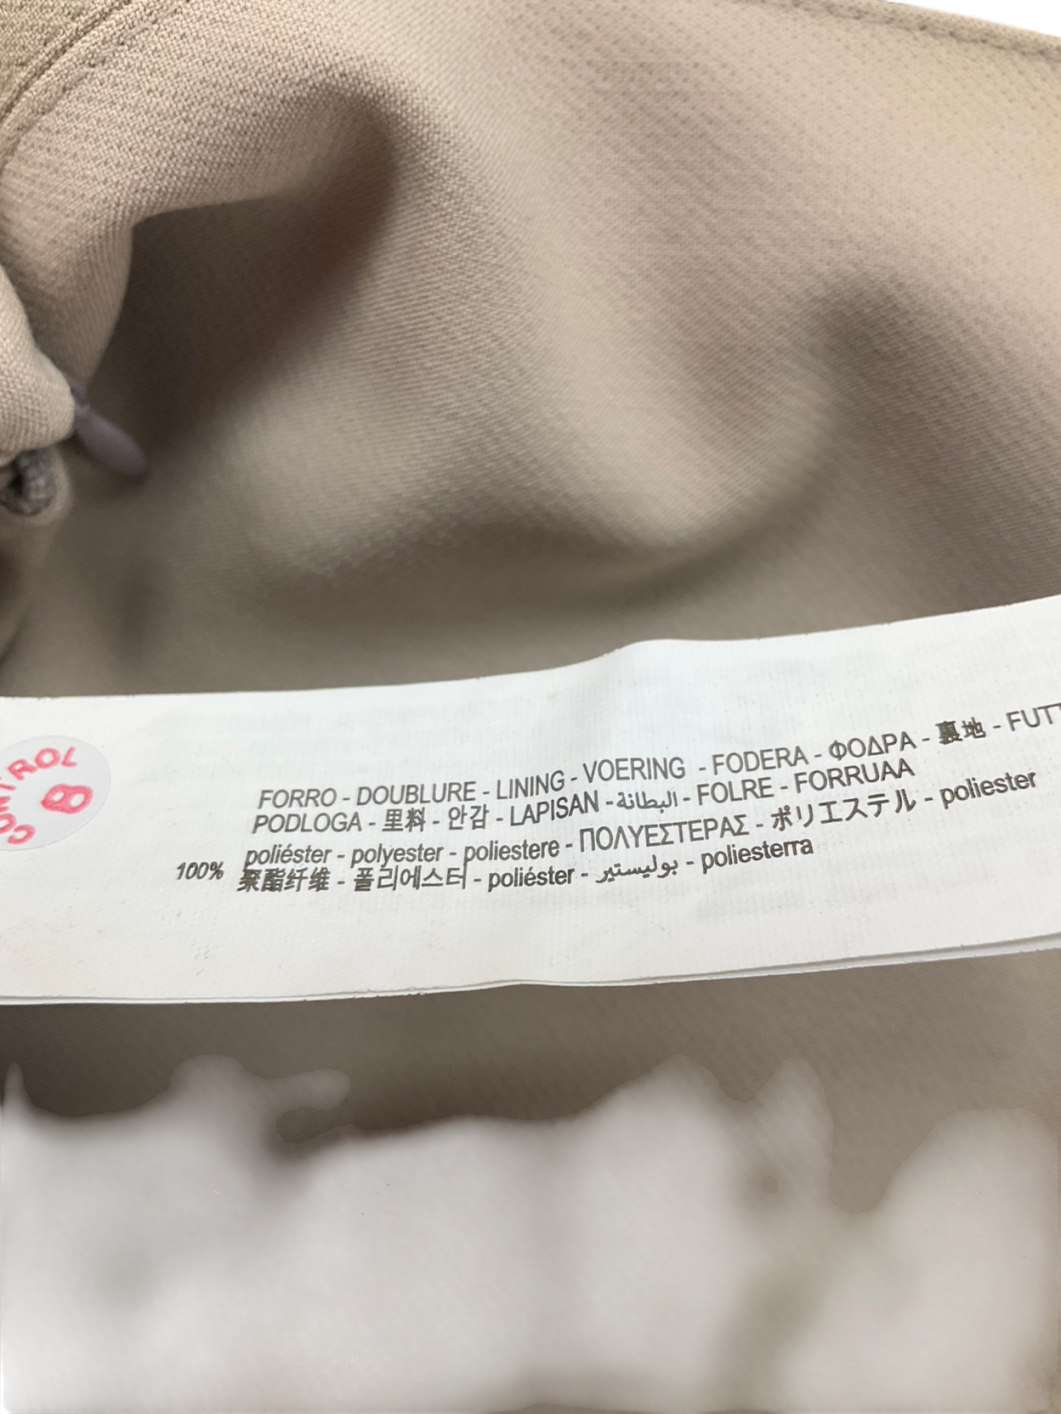 CONTROL
8
FORRO - DOUBLURE - LINING - VOERING - FODERA - ΦΟΔΡΑ - 裏地 -
PODLOGA - 里料 - 안감 - LAPISAN - البطانة - FOLRE - FORRUAA
100% poliéster - polyester - poliestere - ΠΟΛΥΕΣΤΕΡΑΣ - ポリエステル - poliester
聚酯纤维 - 폴리에스터 - poliéster - بوليستير - poliesterra